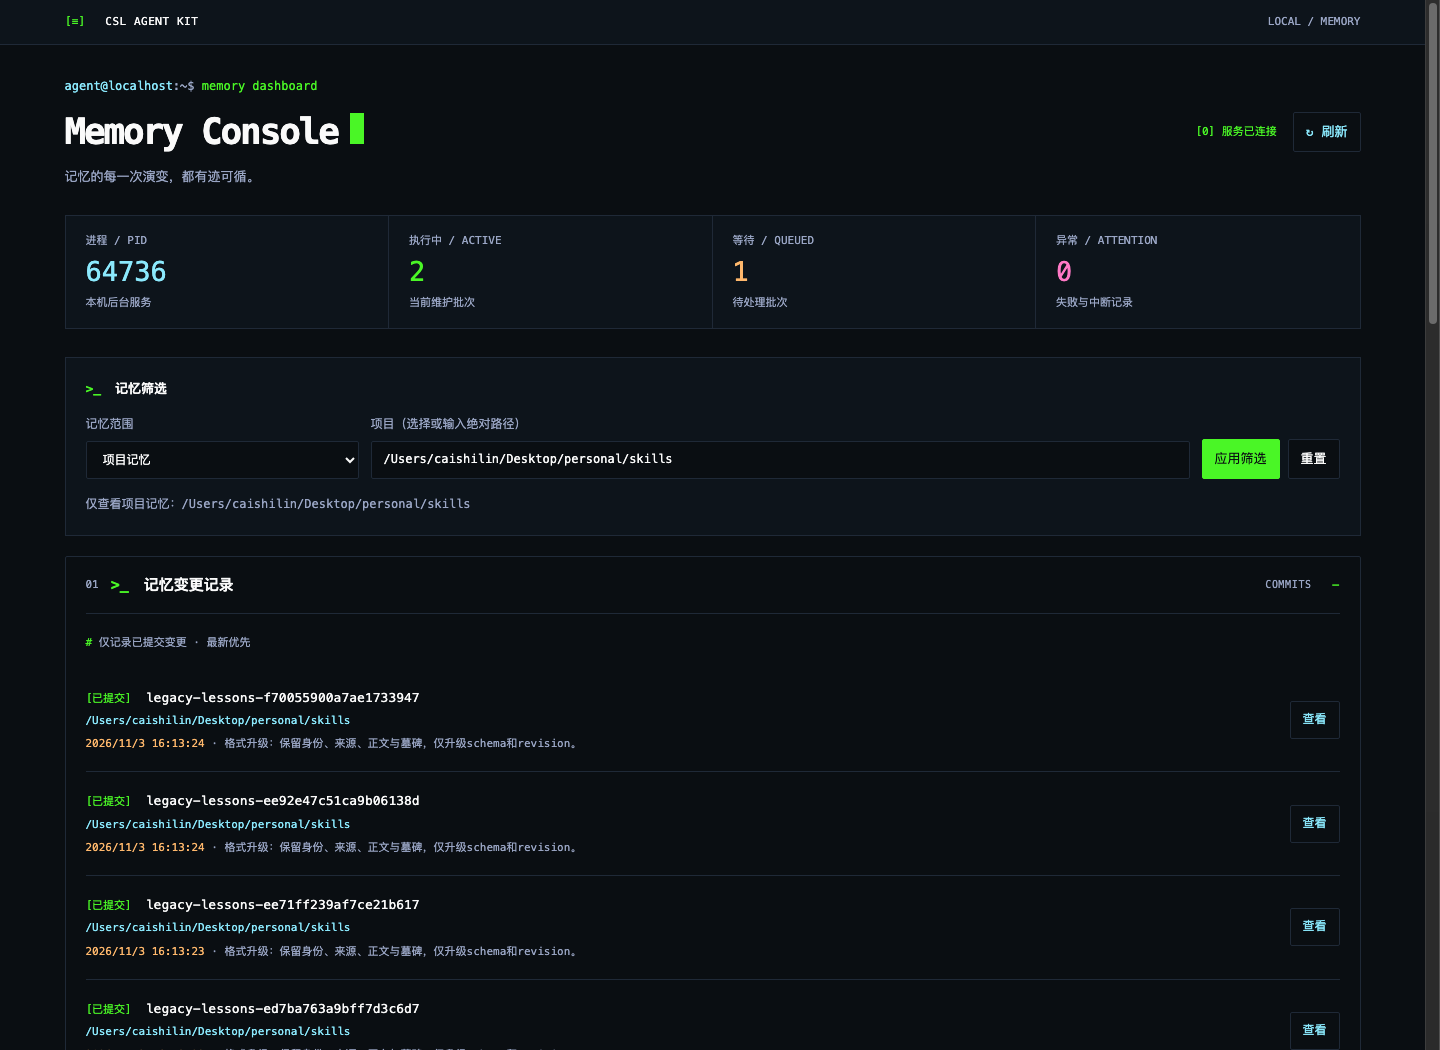 [≡] CSL AGENT KIT LOCAL / MEMORY
agent@localhost:~$ memory dashboard
Memory Console
[0] 服务已连接 ↻ 刷新
记忆的每一次演变，都有迹可循。
进程 / PID 执行中 / ACTIVE 等待 / QUEUED 异常 / ATTENTION
64736 2 1 0
本机后台服务 当前维护批次 待处理批次 失败与中断记录
>_ 记忆筛选
记忆范围 项目（选择或输入绝对路径）
项目记忆 /Users/caishilin/Desktop/personal/skills 应用筛选 重置
仅查看项目记忆：/Users/caishilin/Desktop/personal/skills
01 >_ 记忆变更记录 COMMITS −
# 仅记录已提交变更 · 最新优先
[已提交] legacy-lessons-f70055900a7ae1733947
/Users/caishilin/Desktop/personal/skills 查看
2026/11/3 16:13:24 · 格式升级：保留身份、来源、正文与墓碑，仅升级schema和revision。
[已提交] legacy-lessons-ee92e47c51ca9b06138d
/Users/caishilin/Desktop/personal/skills 查看
2026/11/3 16:13:24 · 格式升级：保留身份、来源、正文与墓碑，仅升级schema和revision。
[已提交] legacy-lessons-ee71ff239af7ce21b617
/Users/caishilin/Desktop/personal/skills 查看
2026/11/3 16:13:23 · 格式升级：保留身份、来源、正文与墓碑，仅升级schema和revision。
[已提交] legacy-lessons-ed7ba763a9bff7d3c6d7
/Users/caishilin/Desktop/personal/skills 查看